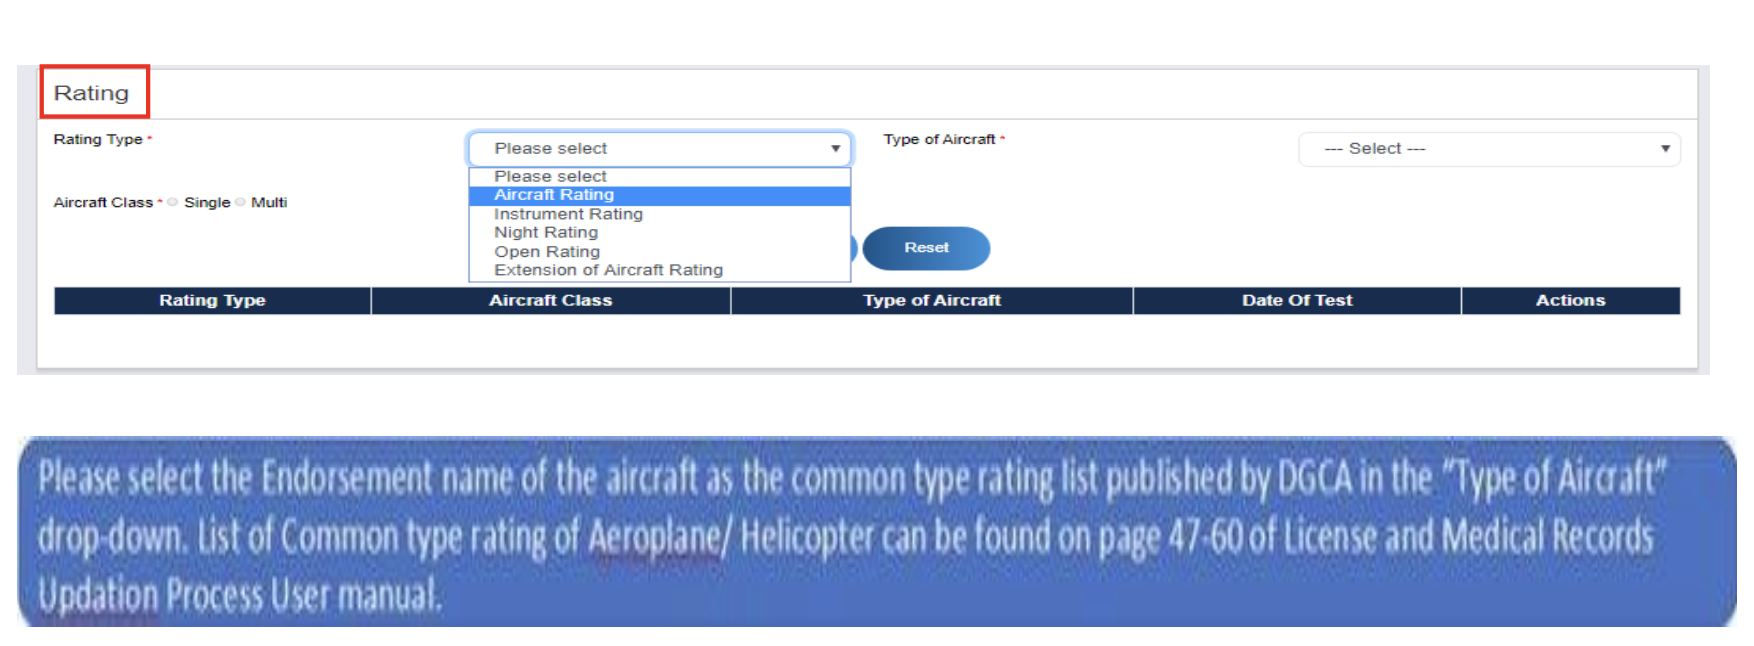 Rating
Rating Type *
Please select
Type of Aircraft *
--- Select ---
Please select
Aircraft Rating
Instrument Rating
Night Rating
Open Rating
Extension of Aircraft Rating
Aircraft Class * Single Multi
Reset
Rating Type Aircraft Class Type of Aircraft Date Of Test Actions
Please select the Endorsement name of the aircraft as the common type rating list published by DGCA in the "Type of Aircraft"
drop-down. List of Common type rating of Aeroplane/ Helicopter can be found on page 47-60 of License and Medical Records
Updation Process User manual.